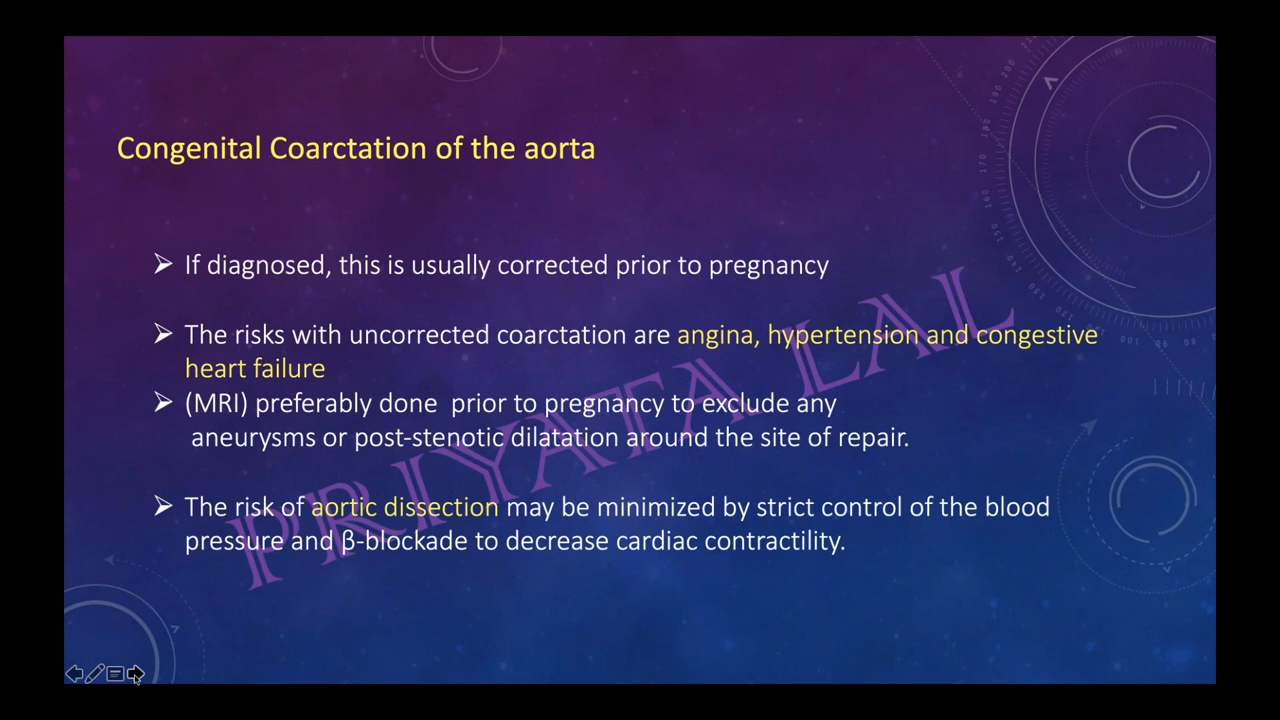 Congenital Coarctation of the aorta
➢ If diagnosed, this is usually corrected prior to pregnancy
➢ The risks with uncorrected coarctation are angina, hypertension and congestive
heart failure
➢ (MRI) preferably done prior to pregnancy to exclude any
aneurysms or post-stenotic dilatation around the site of repair.
➢ The risk of aortic dissection may be minimized by strict control of the blood
pressure and β-blockade to decrease cardiac contractility.
PRIYATA LAL